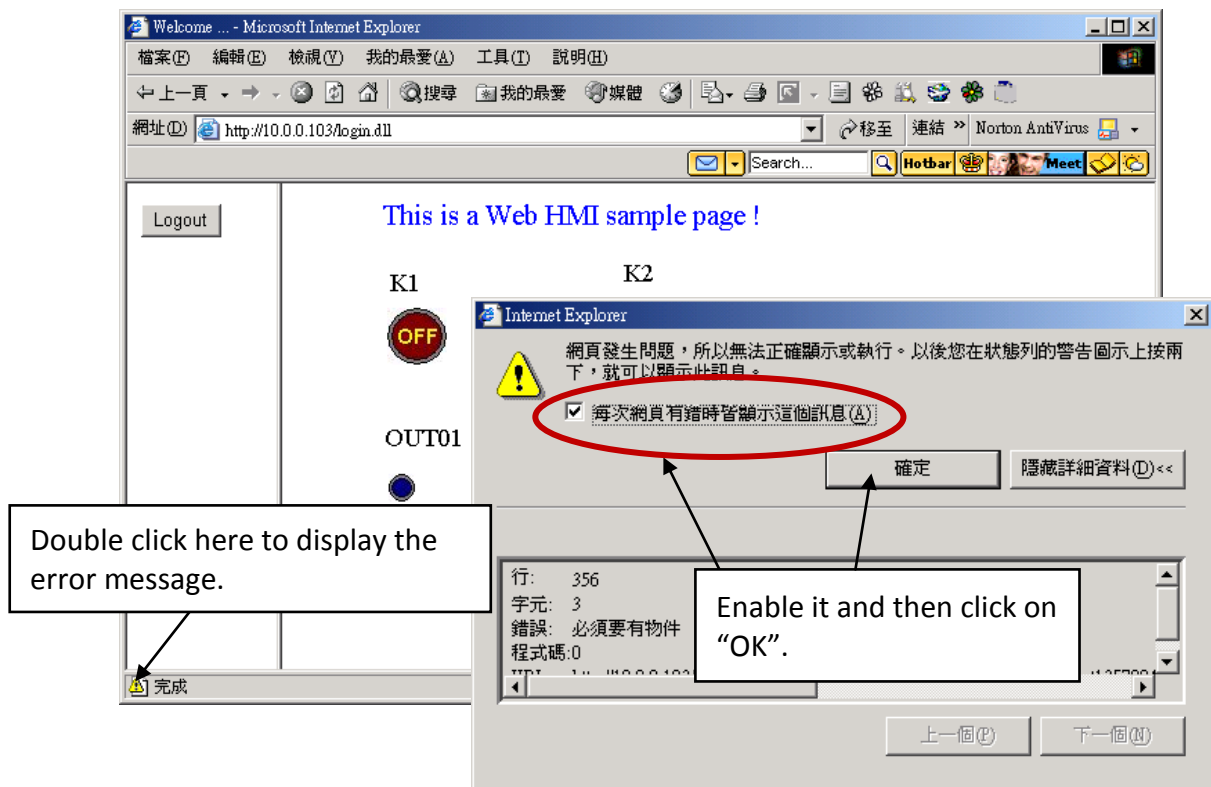 Welcome ... - Microsoft Internet Explorer
檔案(F) 編輯(E) 檢視(V) 我的最愛(A) 工具(T) 說明(H)
上一頁 搜尋 我的最愛 媒體
網址(D) http://10.0.0.103/login.dll 移至 連結 » Norton AntiVirus
Search... Hotbar Meet
Logout
This is a Web HMI sample page !
K1 K2
OFF
OUT01
Internet Explorer
網頁發生問題，所以無法正確顯示或執行。以後您在狀態列的警告圖示上按兩
下，就可以顯示此訊息。
每次網頁有錯時皆顯示這個訊息(A)
確定 隱藏詳細資料(D)<<
Double click here to display the
error message.
行: 356
字元: 3
錯誤: 必須要有物件
程式碼:0
Enable it and then click on
“OK”.
完成
上一個(P) 下一個(N)